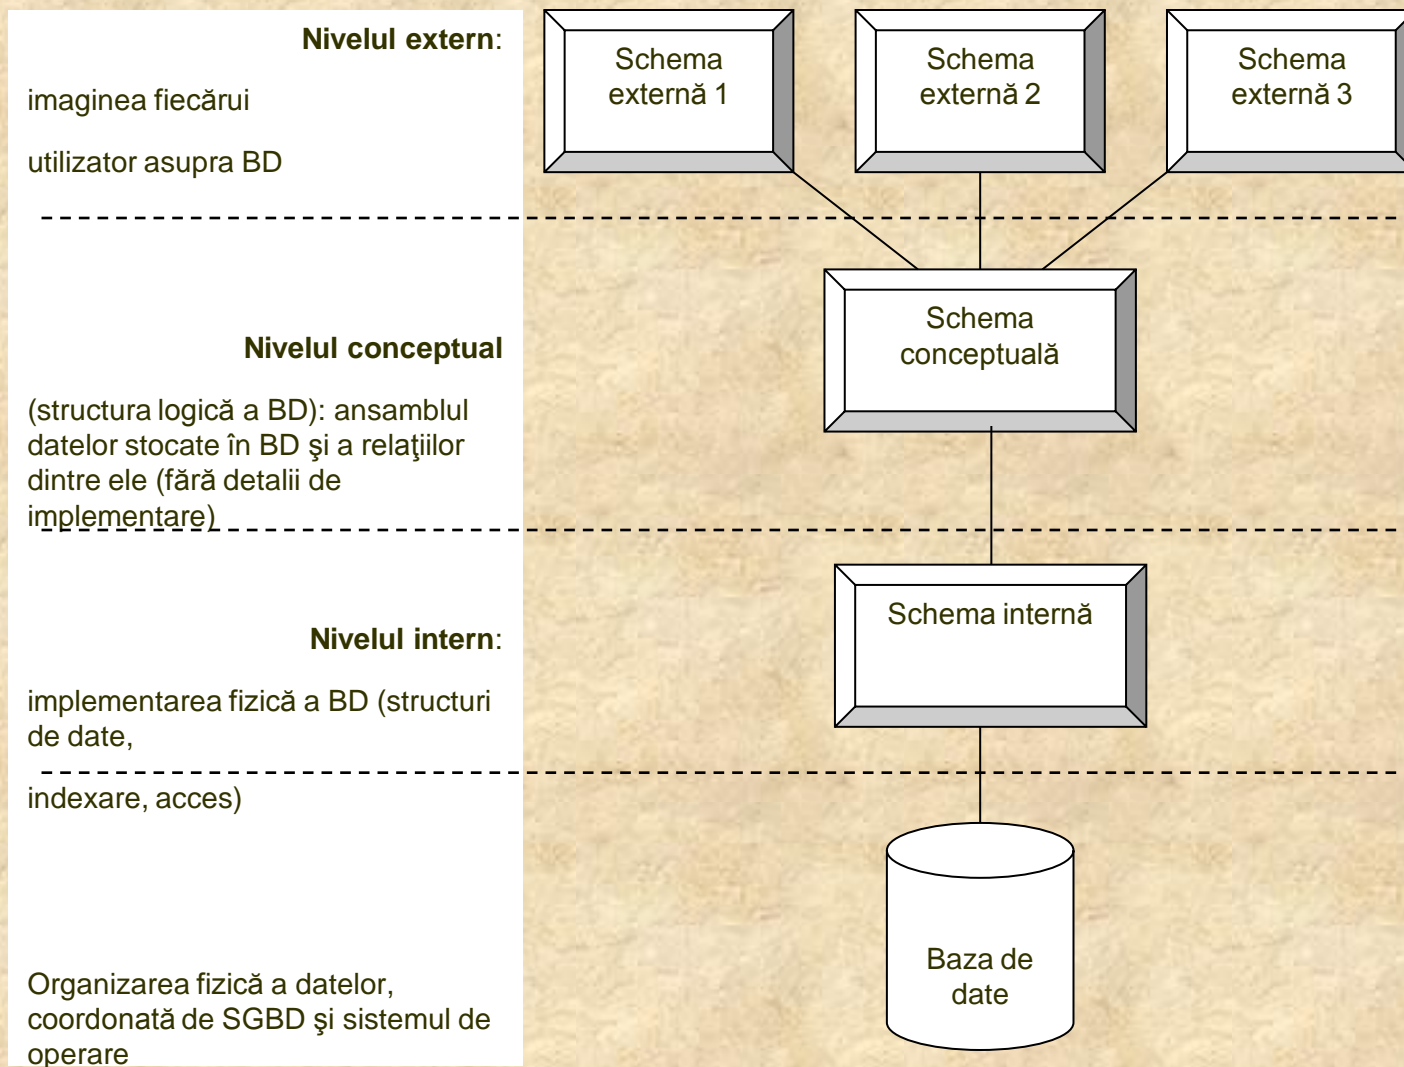 Nivelul extern:
imaginea fiecărui
utilizator asupra BD
Schema
externă 1
Schema
externă 2
Schema
externă 3
Nivelul conceptual
(structura logică a BD): ansamblul
datelor stocate în BD şi a relaţiilor
dintre ele (fără detalii de
implementare)
Schema
conceptuală
Nivelul intern:
implementarea fizică a BD (structuri
de date,
indexare, acces)
Schema internă
Organizarea fizică a datelor,
coordonată de SGBD şi sistemul de
operare
Baza de
date